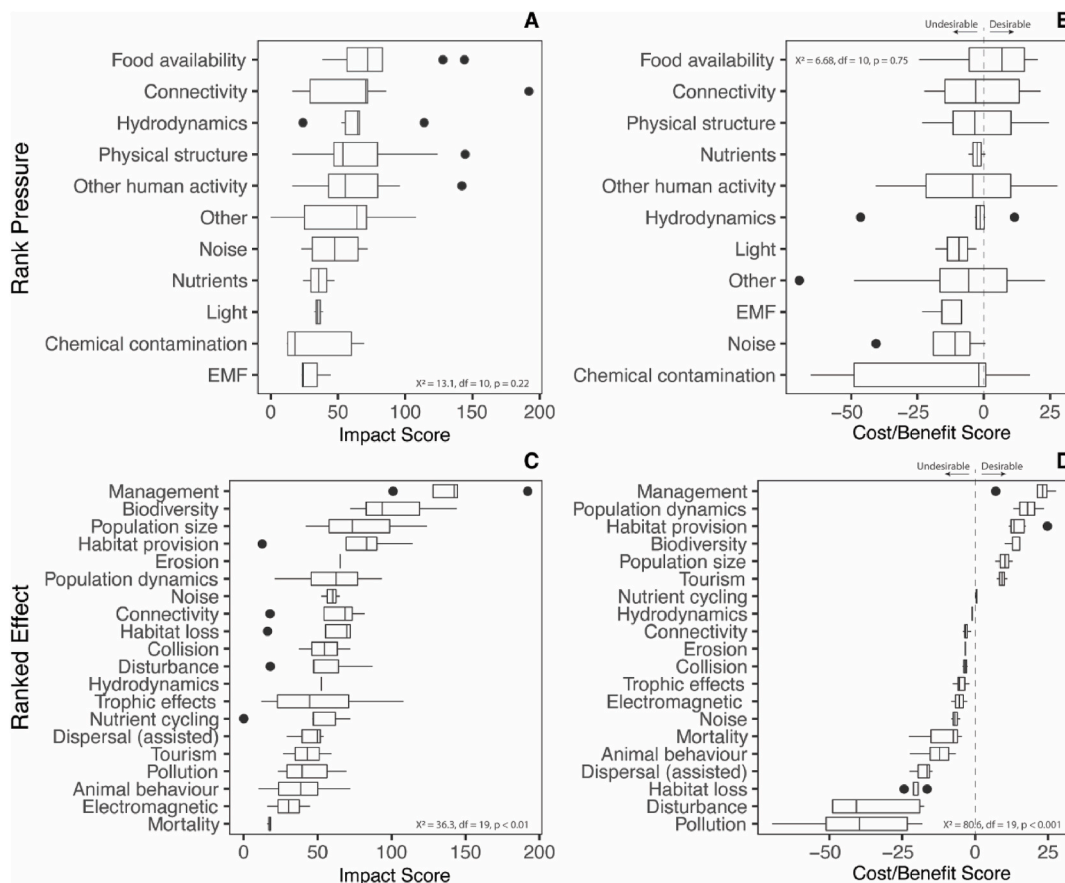 A
Rank Pressure
Food availability
Connectivity
Hydrodynamics
Physical structure
Other human activity
Other
Noise
Nutrients
Light
Chemical contamination
EMF
X² = 13.1, df = 10, p = 0.22
0 50 100 150 200
Impact Score
B
Undesirable Desirable
Food availability
X² = 6.68, df = 10, p = 0.75
Connectivity
Physical structure
Nutrients
Other human activity
Hydrodynamics
Light
Other
EMF
Noise
Chemical contamination
−50 −25 0 25
Cost/Benefit Score
C
Ranked Effect
Management
Biodiversity
Population size
Habitat provision
Erosion
Population dynamics
Noise
Connectivity
Habitat loss
Collision
Disturbance
Hydrodynamics
Trophic effects
Nutrient cycling
Dispersal (assisted)
Tourism
Pollution
Animal behaviour
Electromagnetic
Mortality
X² = 36.3, df = 19, p < 0.01
0 50 100 150 200
Impact Score
D
Undesirable Desirable
Management
Population dynamics
Habitat provision
Biodiversity
Population size
Tourism
Nutrient cycling
Hydrodynamics
Connectivity
Erosion
Collision
Trophic effects
Electromagnetic
Noise
Mortality
Animal behaviour
Dispersal (assisted)
Habitat loss
Disturbance
Pollution
X² = 80.6, df = 19, p < 0.001
−50 −25 0 25
Cost/Benefit Score